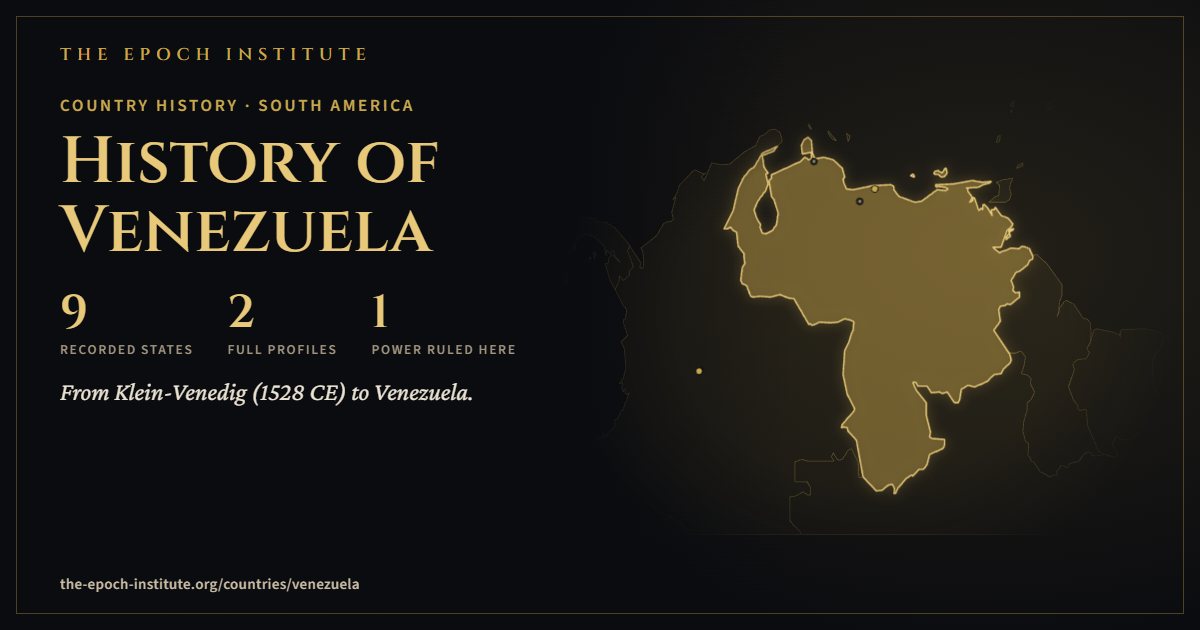 THE EPOCH INSTITUTE
COUNTRY HISTORY · SOUTH AMERICA
HISTORY OF
VENEZUELA
9 2 1
RECORDED STATES FULL PROFILES POWER RULED HERE
From Klein-Venedig (1528 CE) to Venezuela.
the-epoch-institute.org/countries/venezuela